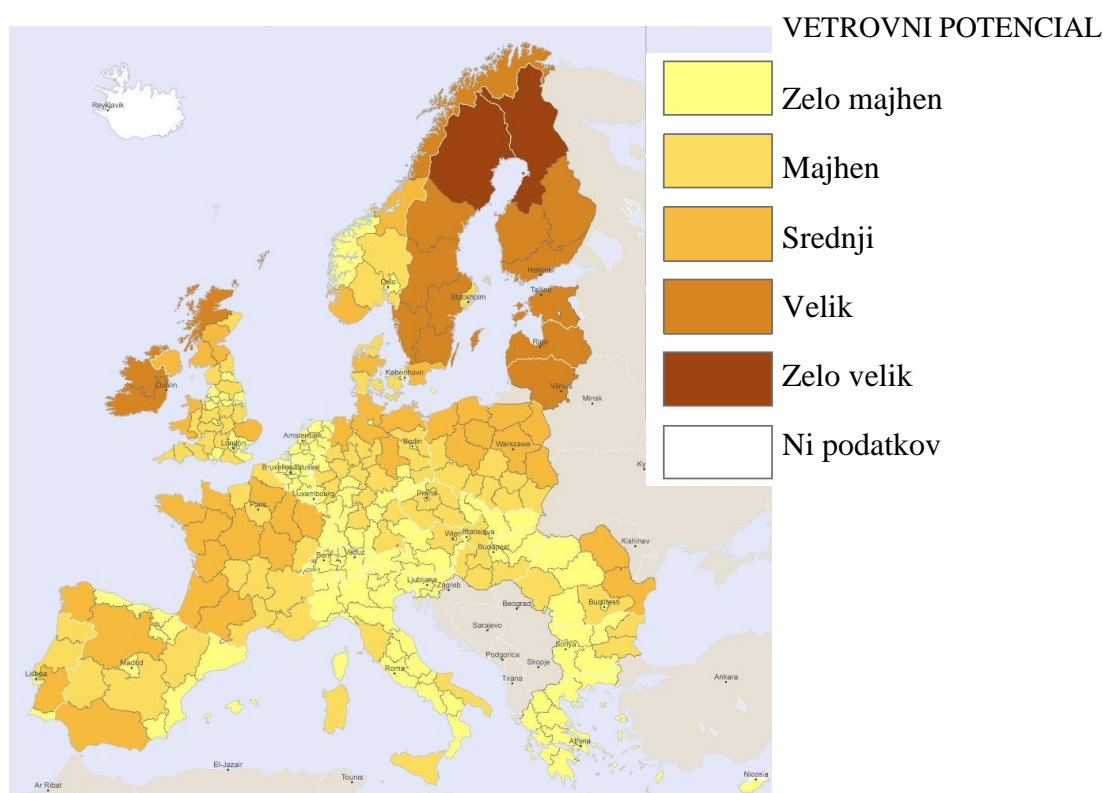 VETROVNI POTENCIAL
Zelo majhen
Majhen
Srednji
Velik
Zelo velik
Ni podatkov
Reykjavik
Oslo
Stockholm
Helsinki
Tallinn
Riga
Vilnius
Minsk
København
Dublin
London
Amsterdam
Berlin
Warszawa
Bruxelles/Brussel
Luxembourg
Praha
Paris
Wien
Bratislava
Budapest
Kishinev
Bern
Vaduz
Ljubljana
Zagreb
Beograd
Bucuresti
Sarajevo
Sofiya
Podgorica
Skopje
Roma
Tirana
Madrid
Lisboa
Ankara
Athina
El-Jazair
Tounis
Ar Ribat
Nicosia